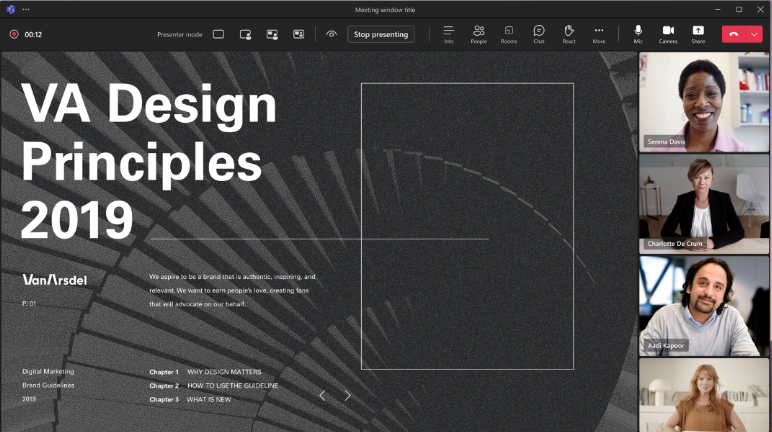 Meeting window title
00:12
Presenter mode
Stop presenting
Info
People
Rooms
Chat
React
More
Mic
Camera
Share
VA Design
Principles
2019
VanArsdel
P/ 01
We aspire to be a brand that is authentic, inspiring, and
relevant. We want to earn people's love, creating fans
that will advocate on our behalf.
Digital Marketing
Brand Guidelines
2019
Chapter 1 WHY DESIGN MATTERS
Chapter 2 HOW TO USETHE GUIDELINE
Chapter 3 WHAT IS NEW
Serena Davis
Charlotte De Crum
Aadi Kapoor